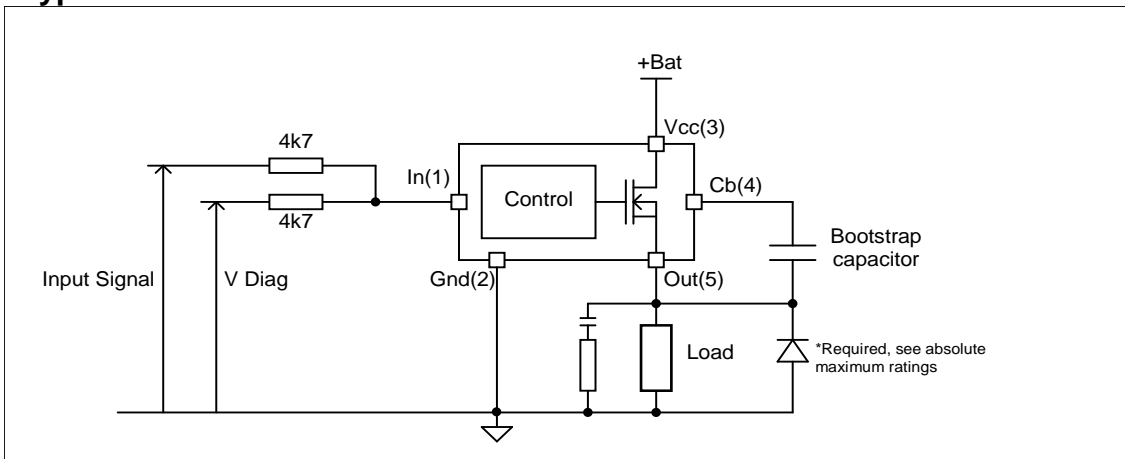 +Bat
Vcc(3)
4k7
In(1)
Cb(4)
Control
4k7
Bootstrap
capacitor
Input Signal
V Diag
Gnd(2)
Out(5)
Load
*Required, see absolute
maximum ratings